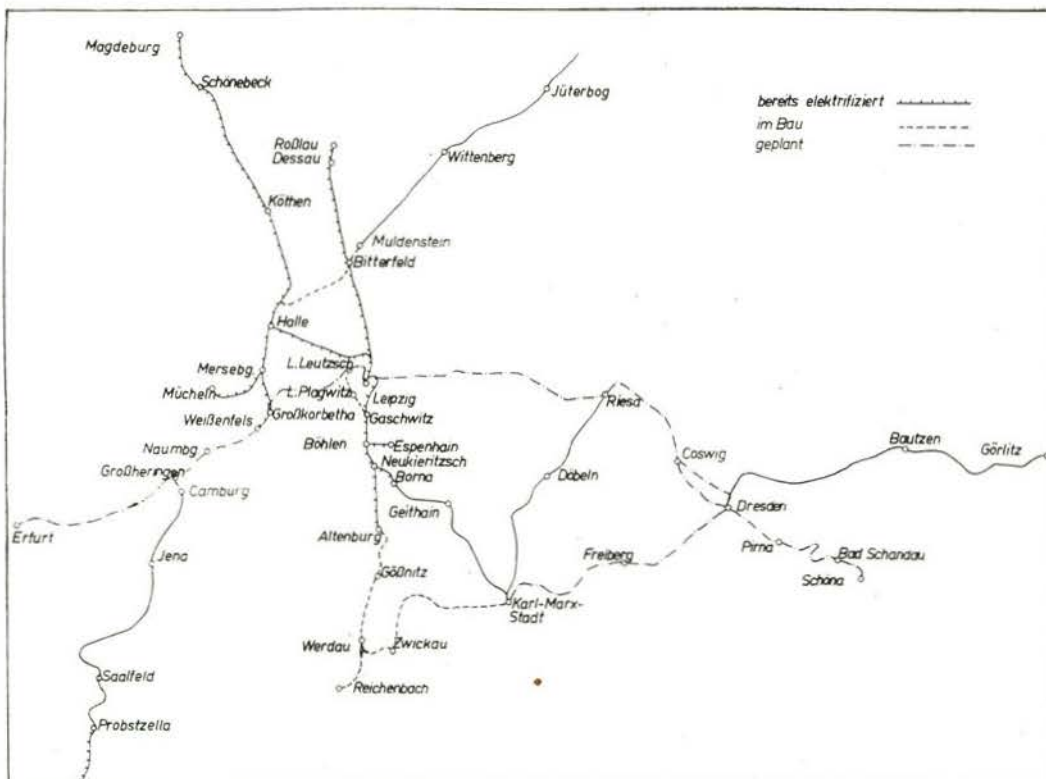 Magdeburg
Schönebeck
Jüterbog
bereits elektrifiziert
im Bau
geplant
Roßlau
Dessau
Wittenberg
Köthen
Muldenstein
Bitterfeld
Halle
L. Leutzsch
Mersebg.
Mücheln
L. Plagwitz
Leipzig
Riesa
Großkorbetha
Gaschwitz
Weißenfels
Böhlen
Espenhain
Bautzen
Görlitz
Naumbg
Neukieritzsch
Coswig
Großheringen
Borna
Döbeln
Camburg
Geithain
Dresden
Erfurt
Altenburg
Pirna
Jena
Freiberg
Bad Schandau
Gößnitz
Schöna
Karl-Marx-
Stadt
Werdau
Zwickau
Saalfeld
Reichenbach
Probstzella